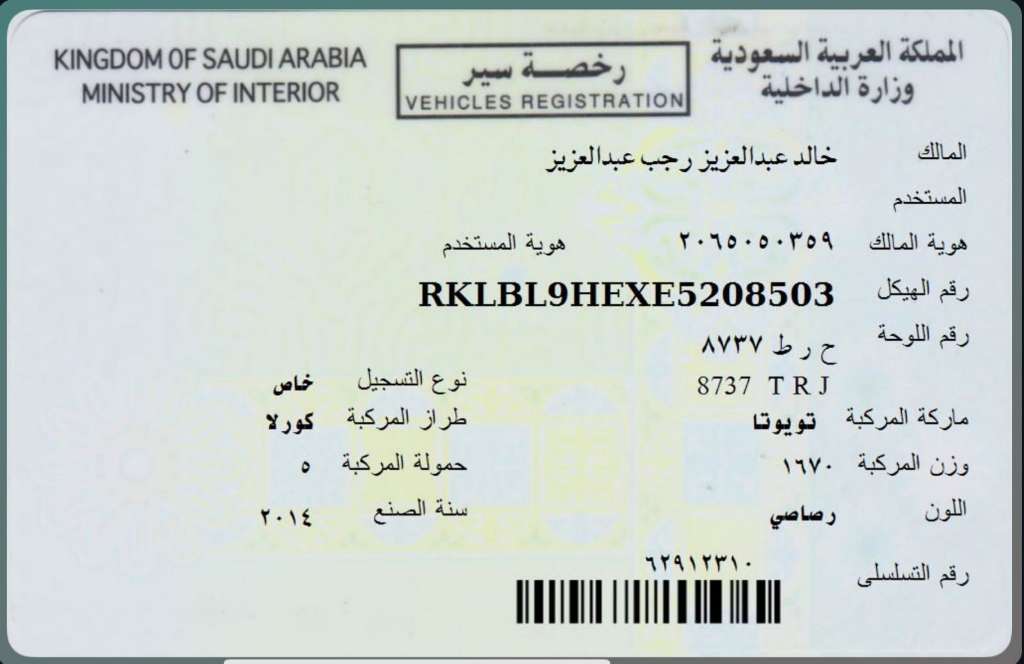 KINGDOM OF SAUDI ARABIA
MINISTRY OF INTERIOR
رخصة سير
VEHICLES REGISTRATION
المملكة العربية السعودية
وزارة الداخلية
المالك خالد عبدالعزيز رجب عبدالعزيز
المستخدم
هوية المالك ٢٠٦٥٠٥٠٣٥٩ هوية المستخدم
رقم الهيكل RKLBL9HEXE5208503
رقم اللوحة ح ر ط ٨٧٣٧
8737 T R J
نوع التسجيل خاص
ماركة المركبة تويوتا طراز المركبة كورلا
وزن المركبة ١٦٧٠ حمولة المركبة ٥
اللون رصاصي سنة الصنع ٢٠١٤
رقم التسلسلى ٦٢٩١٢٣١٠